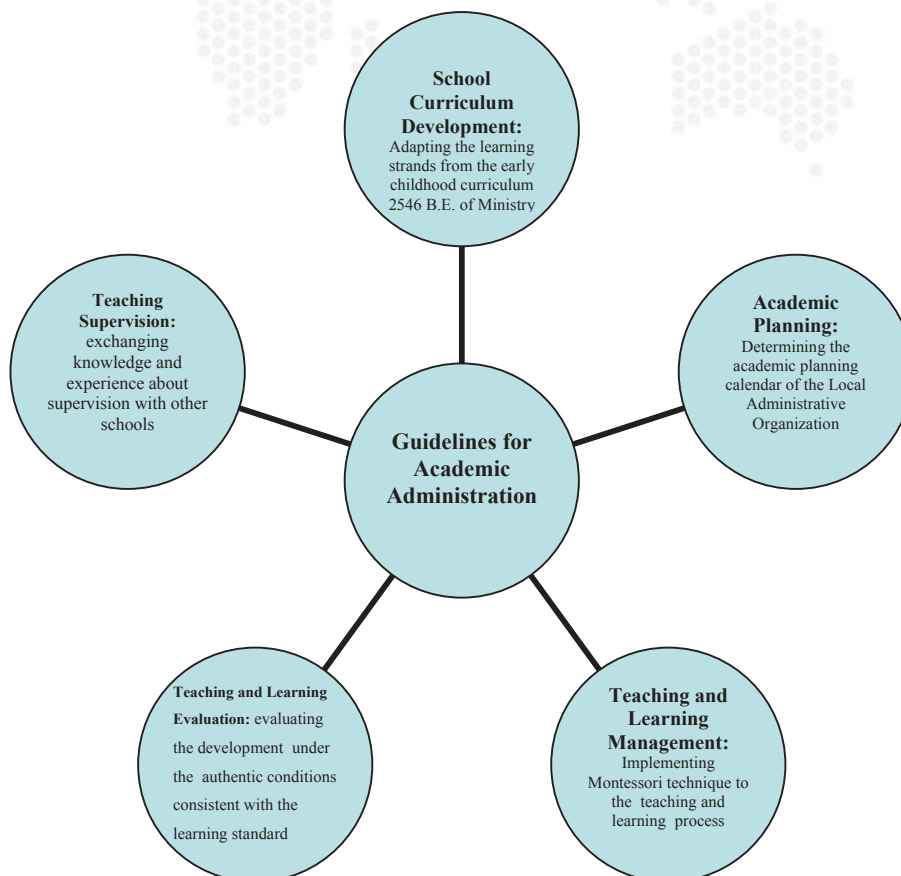 School
Curriculum
Development:
Adapting the learning
strands from the early
childhood curriculum
2546 B.E. of Ministry
Academic
Planning:
Determining the
academic planning
calendar of the Local
Administrative
Organization
Teaching and
Learning
Management:
Implementing
Montessori technique to
the teaching and
learning process
Teaching and Learning
Evaluation: evaluating
the development under
the authentic conditions
consistent with the
learning standard
Teaching
Supervision:
exchanging
knowledge and
experience about
supervision with other
schools
Guidelines for
Academic
Administration